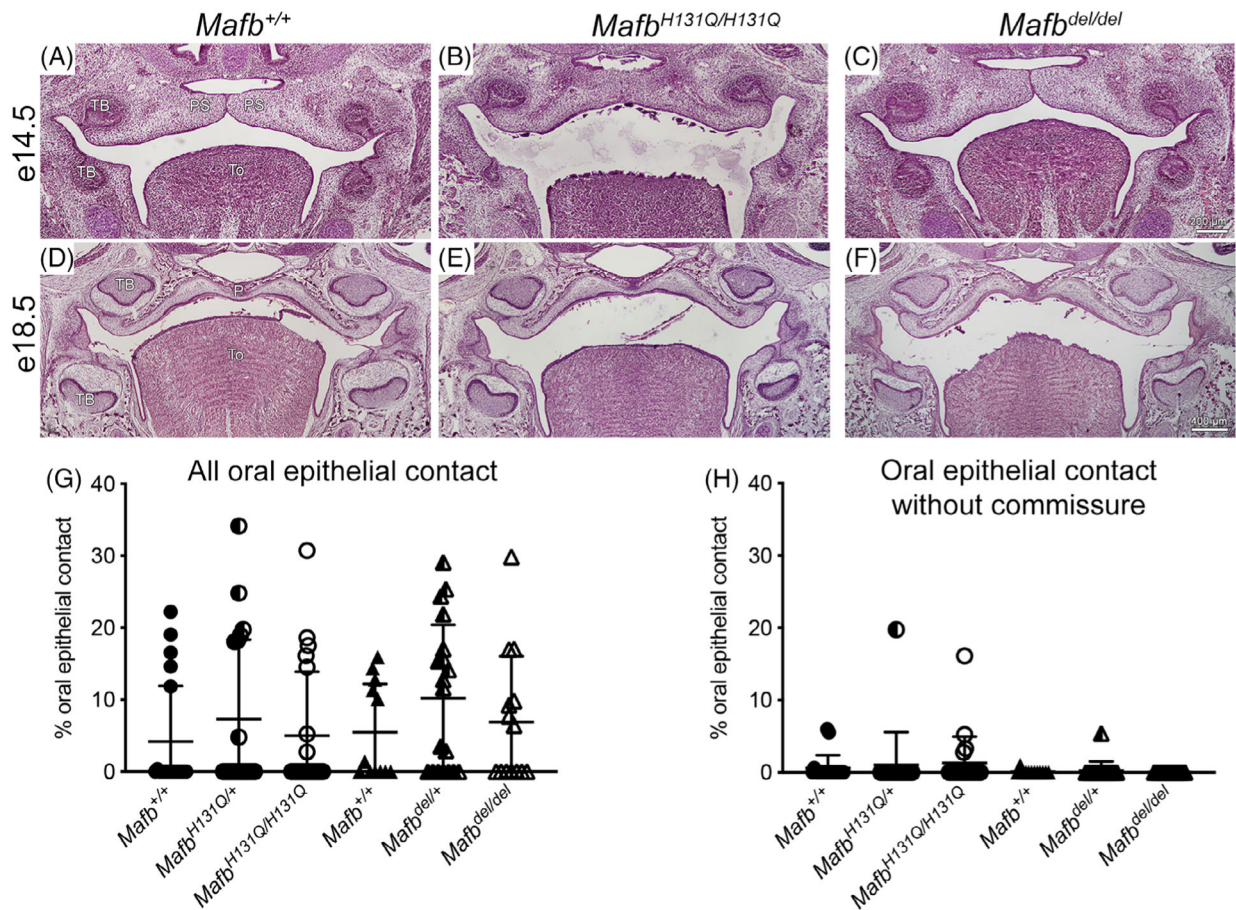 Mafb+/+ MafbH131Q/H131Q Mafbdel/del
(A) (B) (C)
e14.5
TB PS PS
TB To
200 µm
(D) (E) (F)
e18.5
TB P
To
TB
400 µm
(G) All oral epithelial contact
% oral epithelial contact
40
30
20
10
0
Mafb+/+ MafbH131Q/+ MafbH131Q/H131Q Mafb+/+ Mafbdel/+ Mafbdel/del
(H) Oral epithelial contact
without commissure
% oral epithelial contact
40
30
20
10
0
Mafb+/+ MafbH131Q/+ MafbH131Q/H131Q Mafb+/+ Mafbdel/+ Mafbdel/del